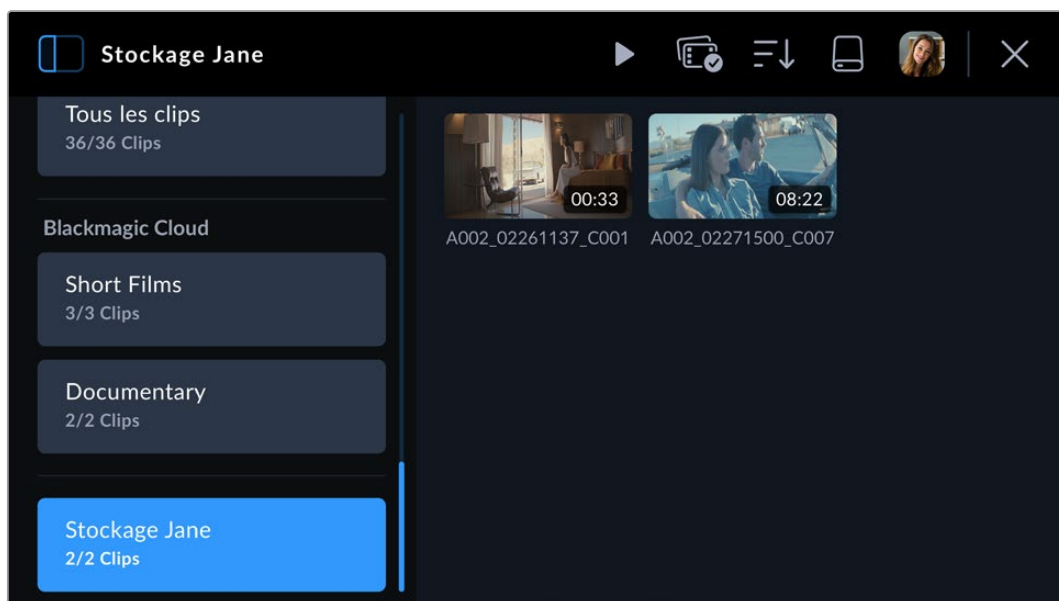 Stockage Jane
Tous les clips
36/36 Clips
Blackmagic Cloud
Short Films
3/3 Clips
Documentary
2/2 Clips
Stockage Jane
2/2 Clips
00:33
08:22
A002_02261137_C001
A002_02271500_C007